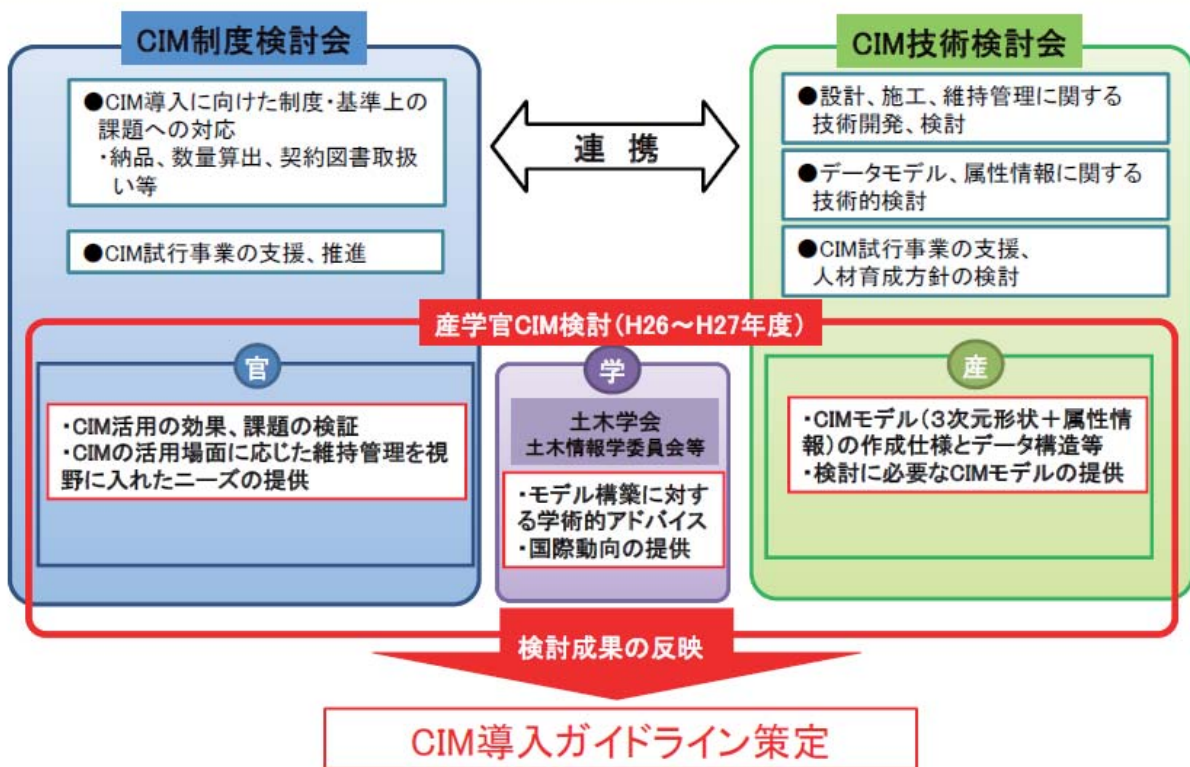 CIM制度検討会
●CIM導入に向けた制度・基準上の
課題への対応
・納品、数量算出、契約図書取扱
い等
●CIM試行事業の支援、推進
連 携
CIM技術検討会
●設計、施工、維持管理に関する
技術開発、検討
●データモデル、属性情報に関する
技術的検討
●CIM試行事業の支援、
人材育成方針の検討
産学官CIM検討(H26～H27年度)
官
・CIM活用の効果、課題の検証
・CIMの活用場面に応じた維持管理を視
野に入れたニーズの提供
学
土木学会
土木情報学委員会等
・モデル構築に対す
る学術的アドバイス
・国際動向の提供
産
・CIMモデル(3次元形状＋属性情
報)の作成仕様とデータ構造等
・検討に必要なCIMモデルの提供
検討成果の反映
CIM導入ガイドライン策定